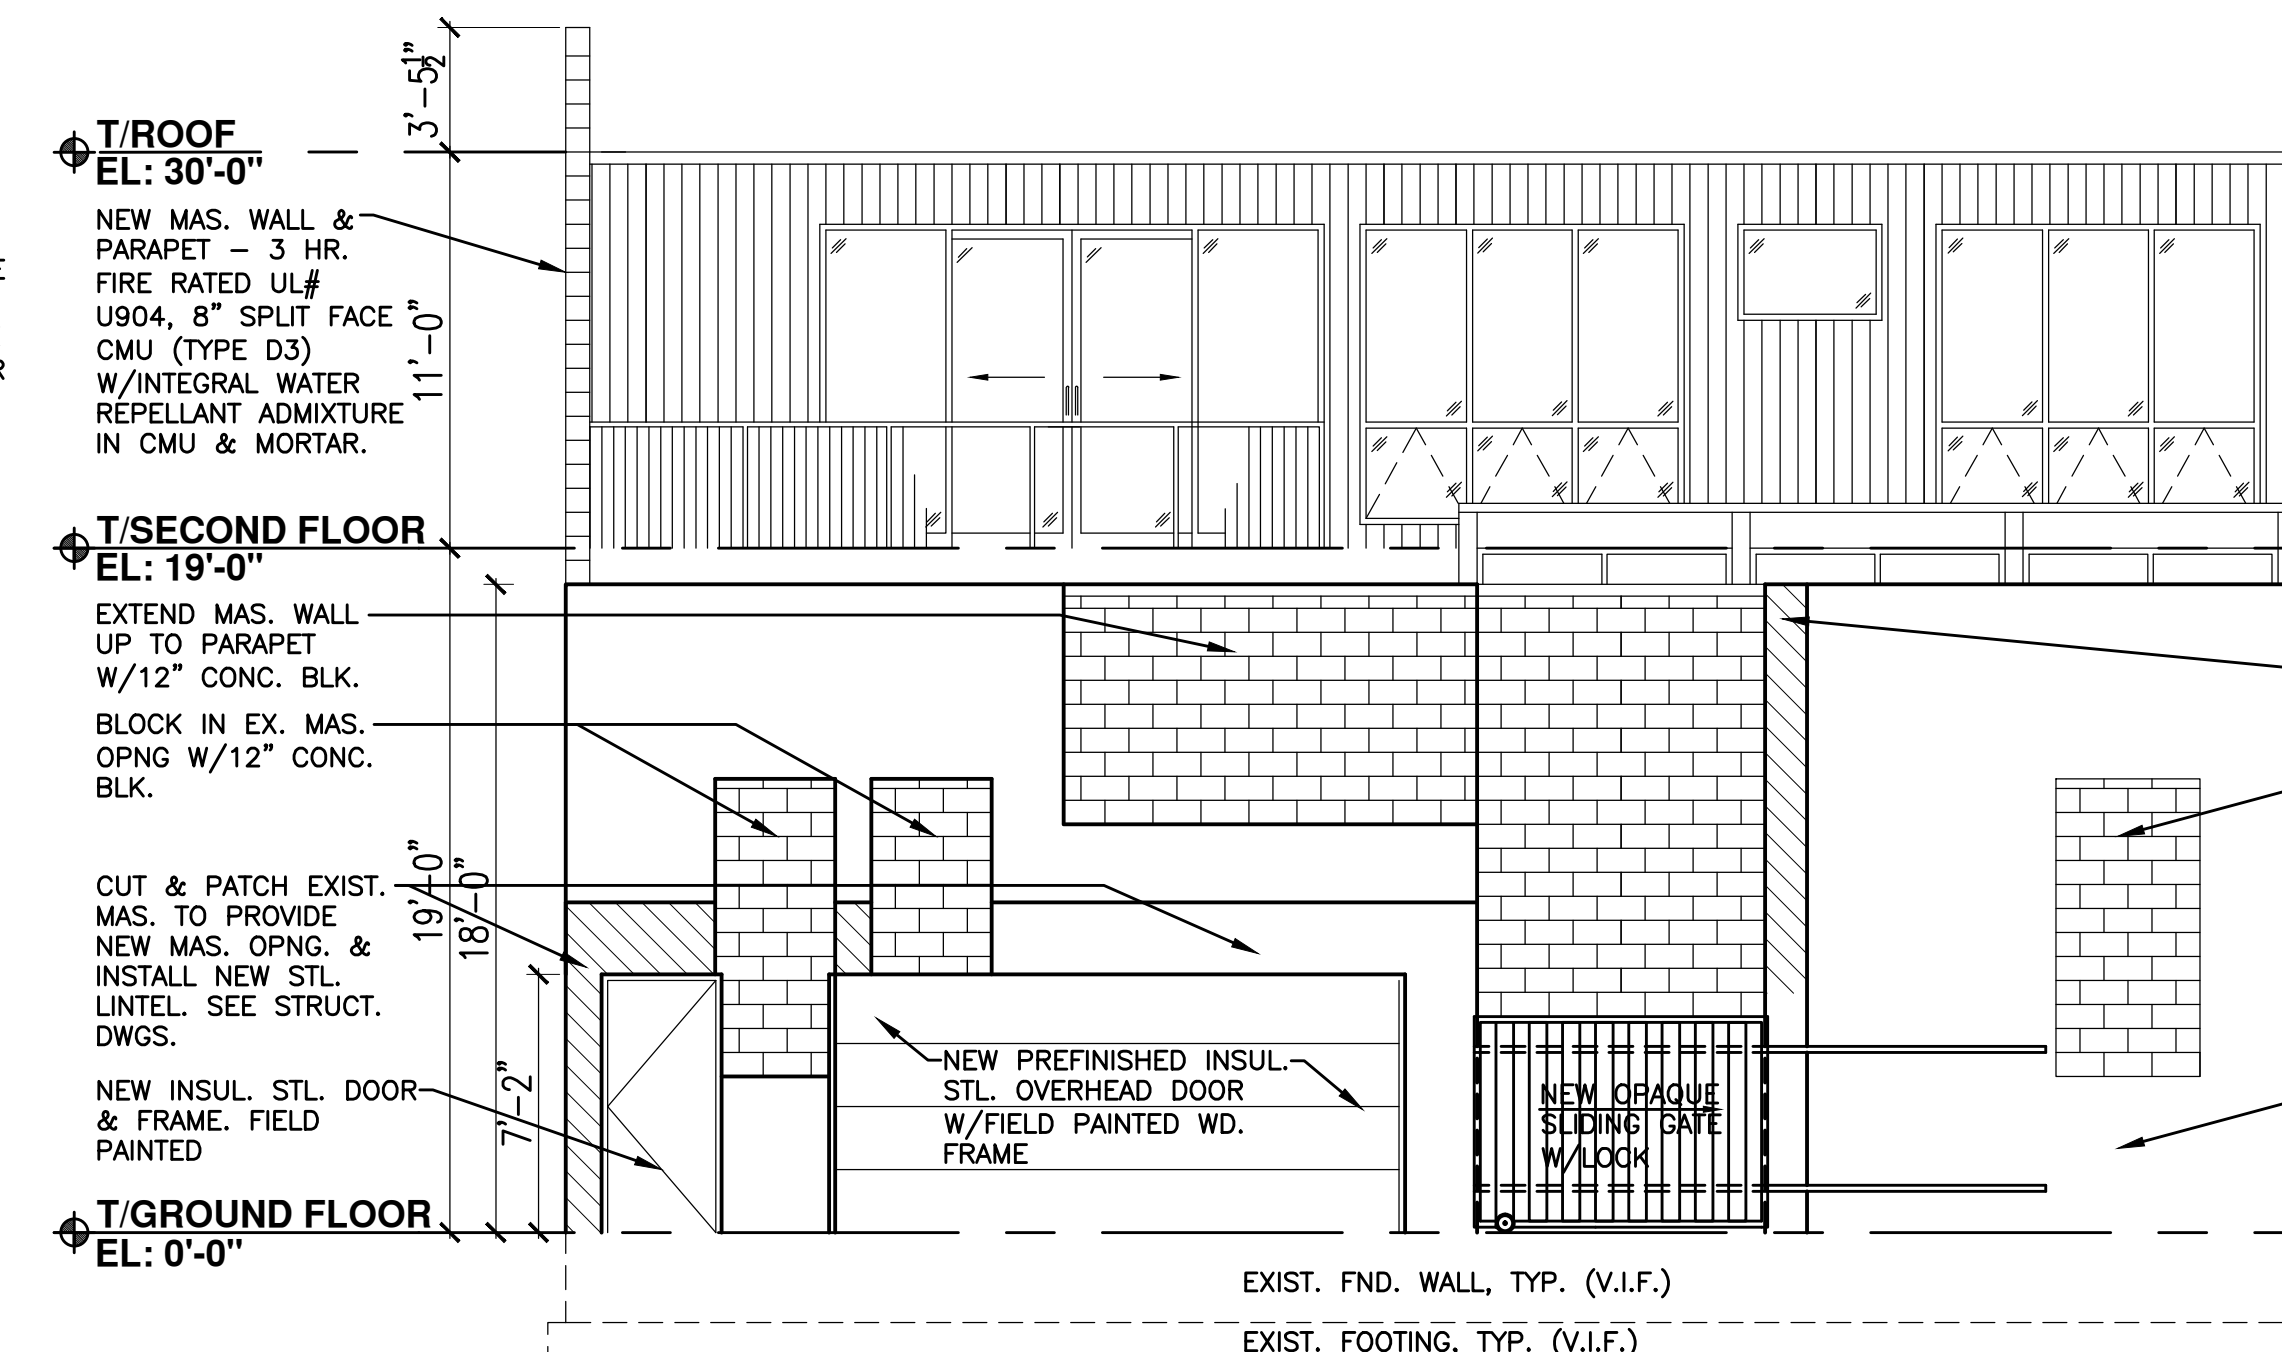 3'-5 1/2"
T/ROOF
EL: 30'-0"
NEW MAS. WALL &
PARAPET – 3 HR.
FIRE RATED UL#
U904, 8" SPLIT FACE
CMU (TYPE D3)
W/INTEGRAL WATER
REPELLANT ADMIXTURE
IN CMU & MORTAR.
11'-0"
T/SECOND FLOOR
EL: 19'-0"
EXTEND MAS. WALL
UP TO PARAPET
W/12" CONC. BLK.
BLOCK IN EX. MAS.
OPNG W/12" CONC.
BLK.
19'-0"
18'-0"
CUT & PATCH EXIST.
MAS. TO PROVIDE
NEW MAS. OPNG. &
INSTALL NEW STL.
LINTEL. SEE STRUCT.
DWGS.
7'-2"
NEW INSUL. STL. DOOR
& FRAME. FIELD
PAINTED
NEW PREFINISHED INSUL.
STL. OVERHEAD DOOR
W/FIELD PAINTED WD.
FRAME
NEW OPAQUE
SLIDING GATE
W/LOCK
T/GROUND FLOOR
EL: 0'-0"
EXIST. FND. WALL, TYP. (V.I.F.)
EXIST. FOOTING, TYP. (V.I.F.)